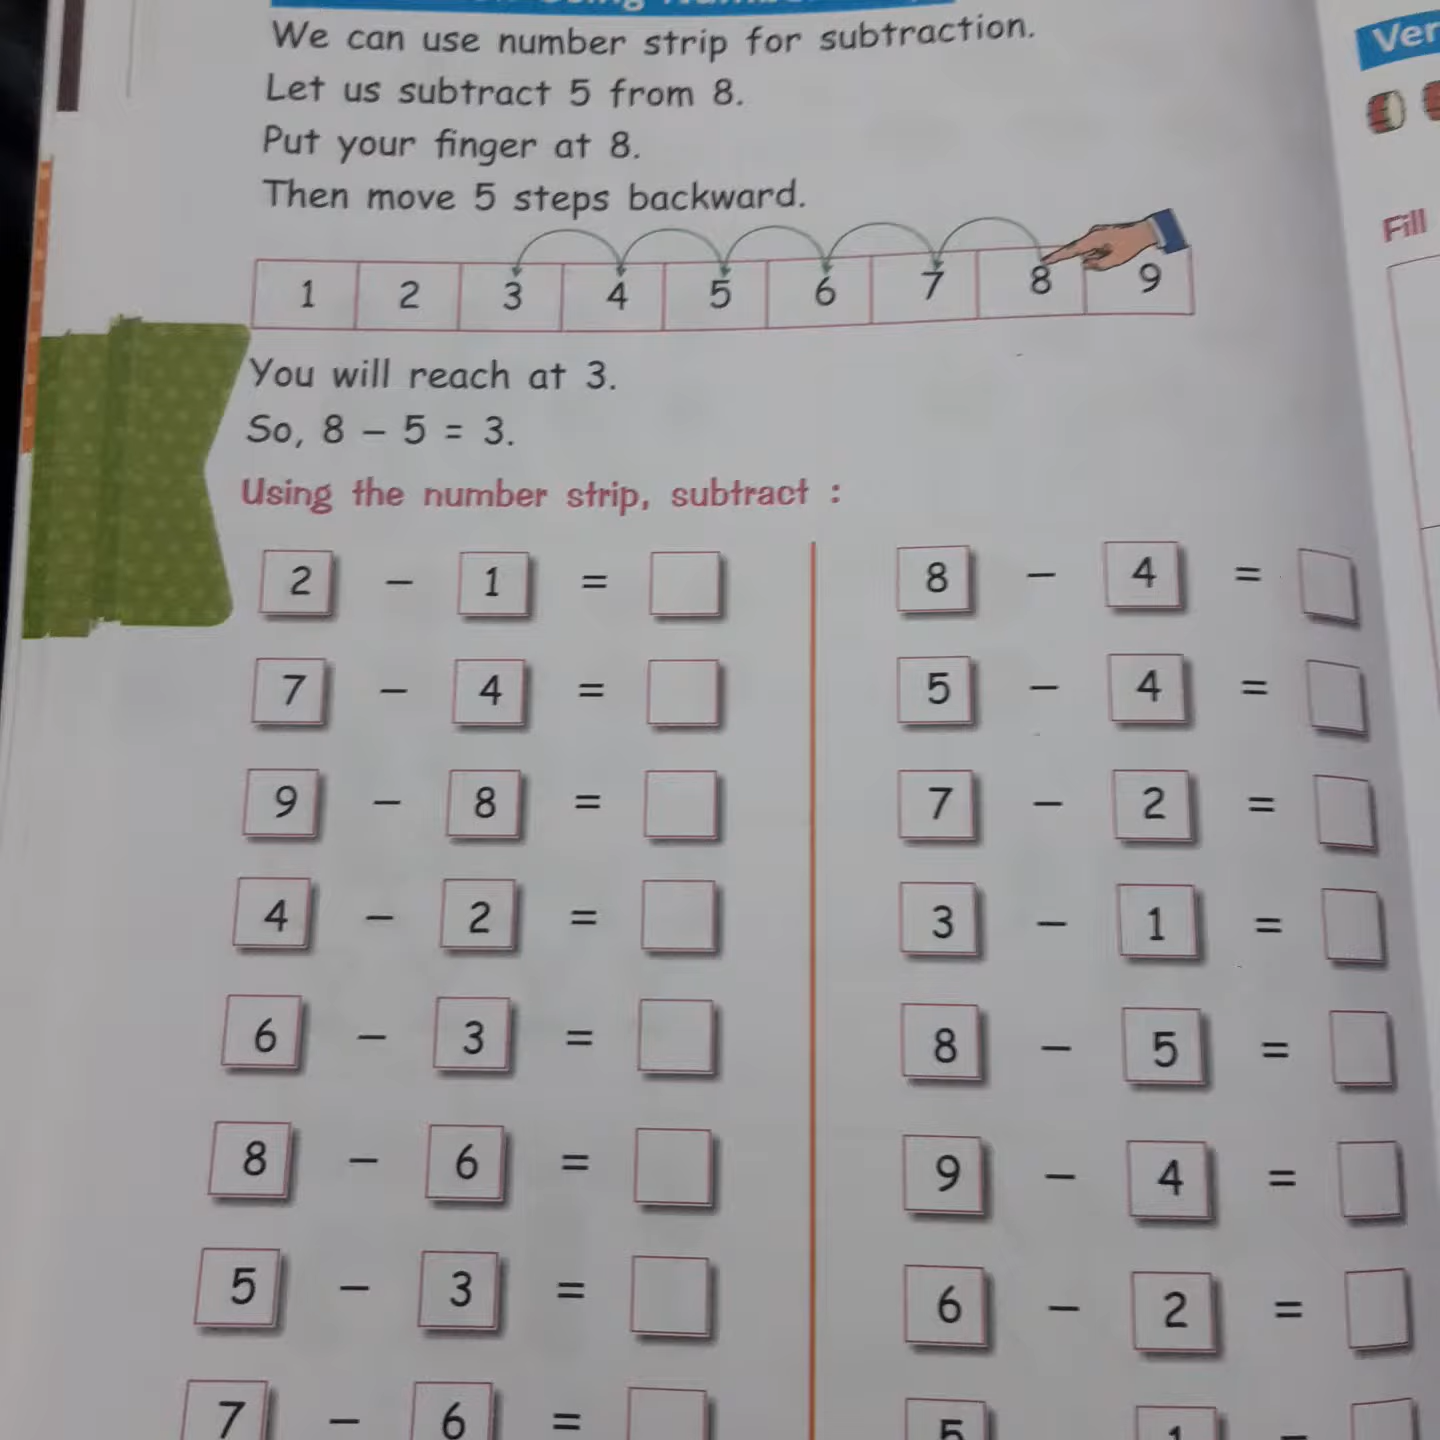 We can use number strip for subtraction.
Let us subtract 5 from 8.
Put your finger at 8.
Then move 5 steps backward.
1 2 3 4 5 6 7 8 9
You will reach at 3.
So, 8 – 5 = 3.
Using the number strip, subtract :
2 – 1 =
7 – 4 =
9 – 8 =
4 – 2 =
6 – 3 =
8 – 6 =
5 – 3 =
7 – 6 =
8 – 4 =
5 – 4 =
7 – 2 =
3 – 1 =
8 – 5 =
9 – 4 =
6 – 2 =
5 – 1 =
Fill